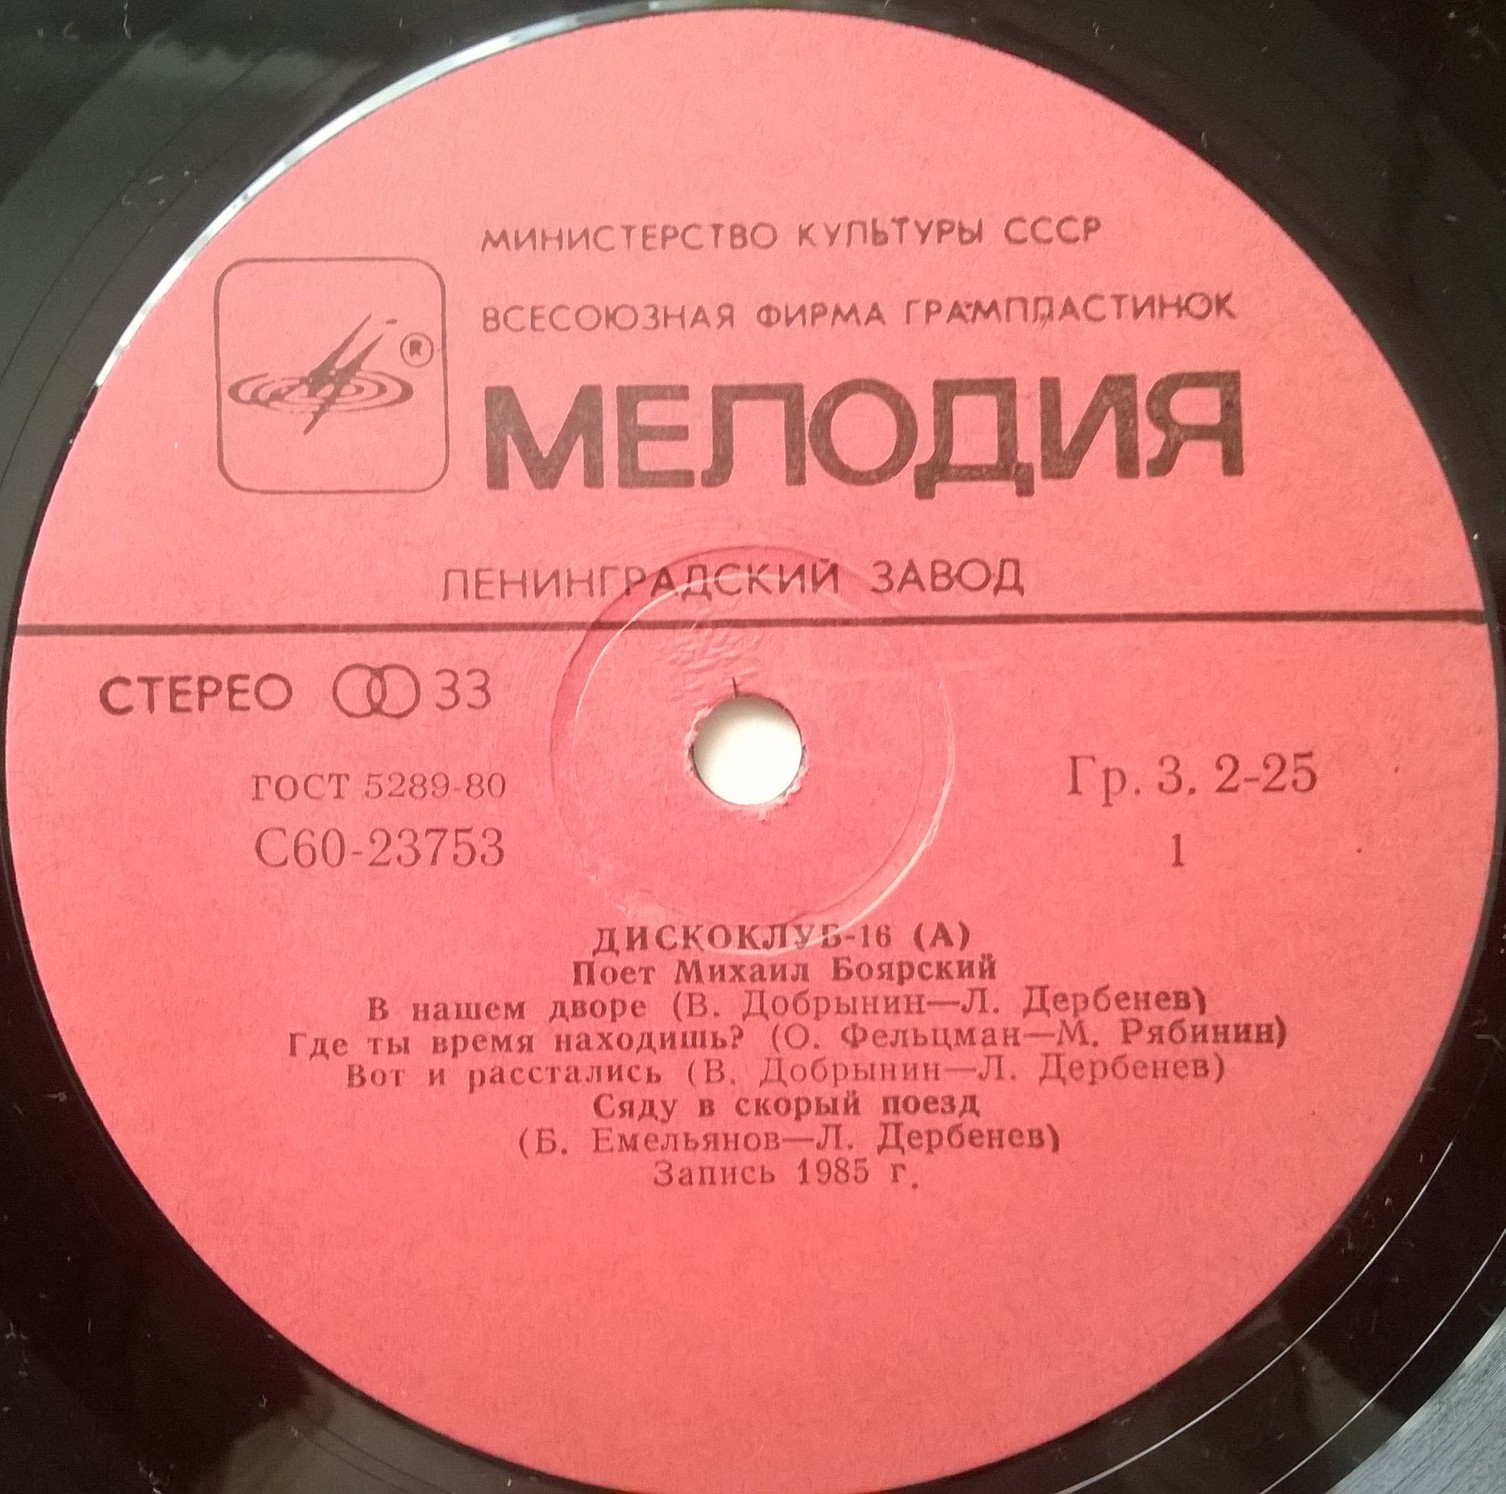 МИНИСТЕРСТВО КУЛЬТУРЫ СССР
ВСЕСОЮЗНАЯ ФИРМА ГРАМПЛАСТИНОК
®
МЕЛОДИЯ
ЛЕНИНГРАДСКИЙ ЗАВОД
СТЕРЕО 33
ГОСТ 5289-80
Гр. 3. 2-25
С60-23753
1
ДИСКОКЛУБ-16 (А)
Поет Михаил Боярский
В нашем дворе (В. Добрынин—Л. Дербенев)
Где ты время находишь? (О. Фельцман—М. Рябинин)
Вот и расстались (В. Добрынин—Л. Дербенев)
Сяду в скорый поезд
(Б. Емельянов—Л. Дербенев)
Запись 1985 г.